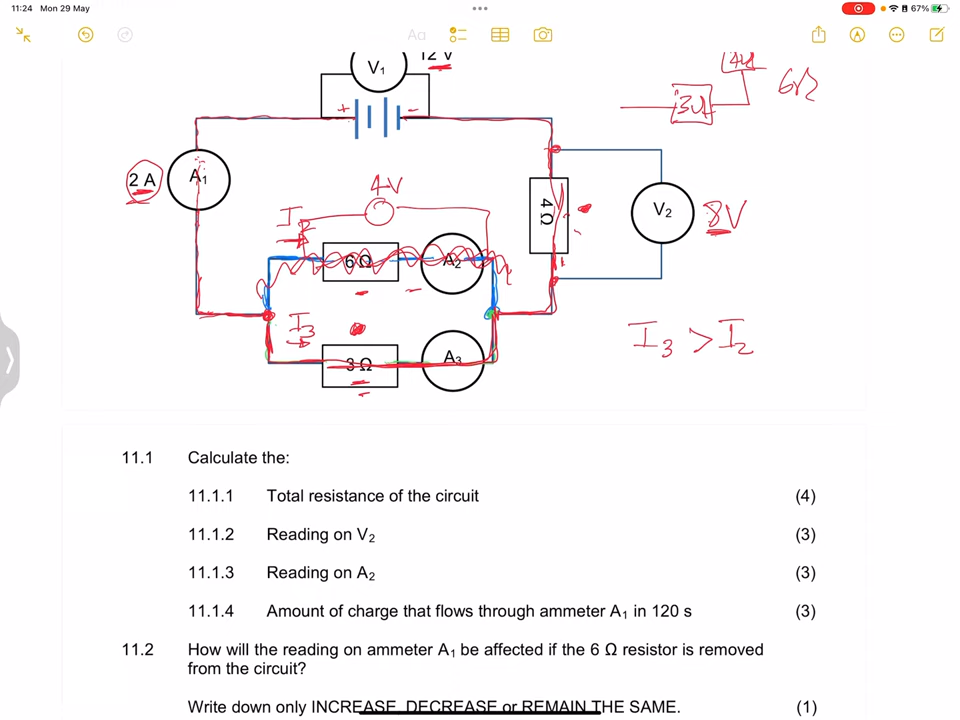 11:24 Mon 29 May
67%
Aa
V1
12 V
+
-
3Ω
6Ω
2 A
A1
4V
4 Ω
V2
8V
I2
6 Ω
A2
I3
3 Ω
A3
I3 > I2
11.1 Calculate the:
11.1.1 Total resistance of the circuit (4)
11.1.2 Reading on V2 (3)
11.1.3 Reading on A2 (3)
11.1.4 Amount of charge that flows through ammeter A1 in 120 s (3)
11.2 How will the reading on ammeter A1 be affected if the 6 Ω resistor is removed
from the circuit?
Write down only INCREASE, DECREASE or REMAIN THE SAME. (1)